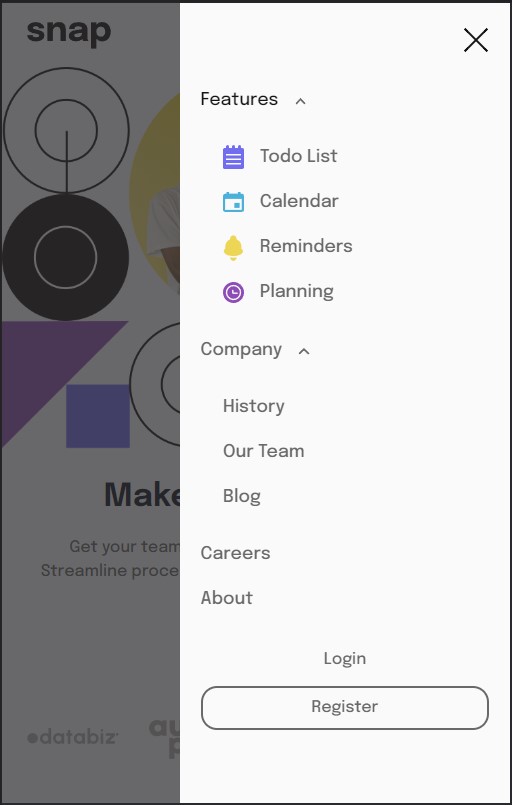 snap
Features
Todo List
Calendar
Reminders
Planning
Company
History
Our Team
Blog
Careers
About
Login
Register
Make
Get your team
Streamline proce
databiz
au
p